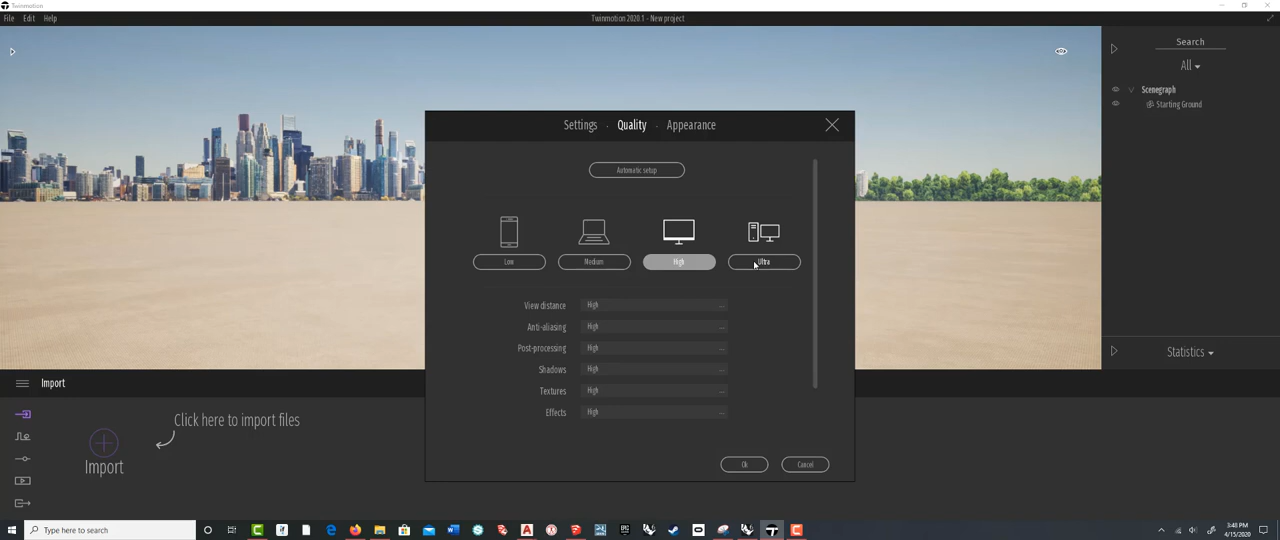 Twinmotion
File Edit Help
Twinmotion 2020.1 - New project
Search
All
Scenegraph
Starting Ground
Settings · Quality · Appearance
Automatic setup
Low Medium High Ultra
View distance High ...
Anti-aliasing High ...
Post-processing High ...
Shadows High ...
Textures High ...
Effects High ...
Ok Cancel
Statistics
Import
Click here to import files
Import
Type here to search
3:48 PM
4/15/2020